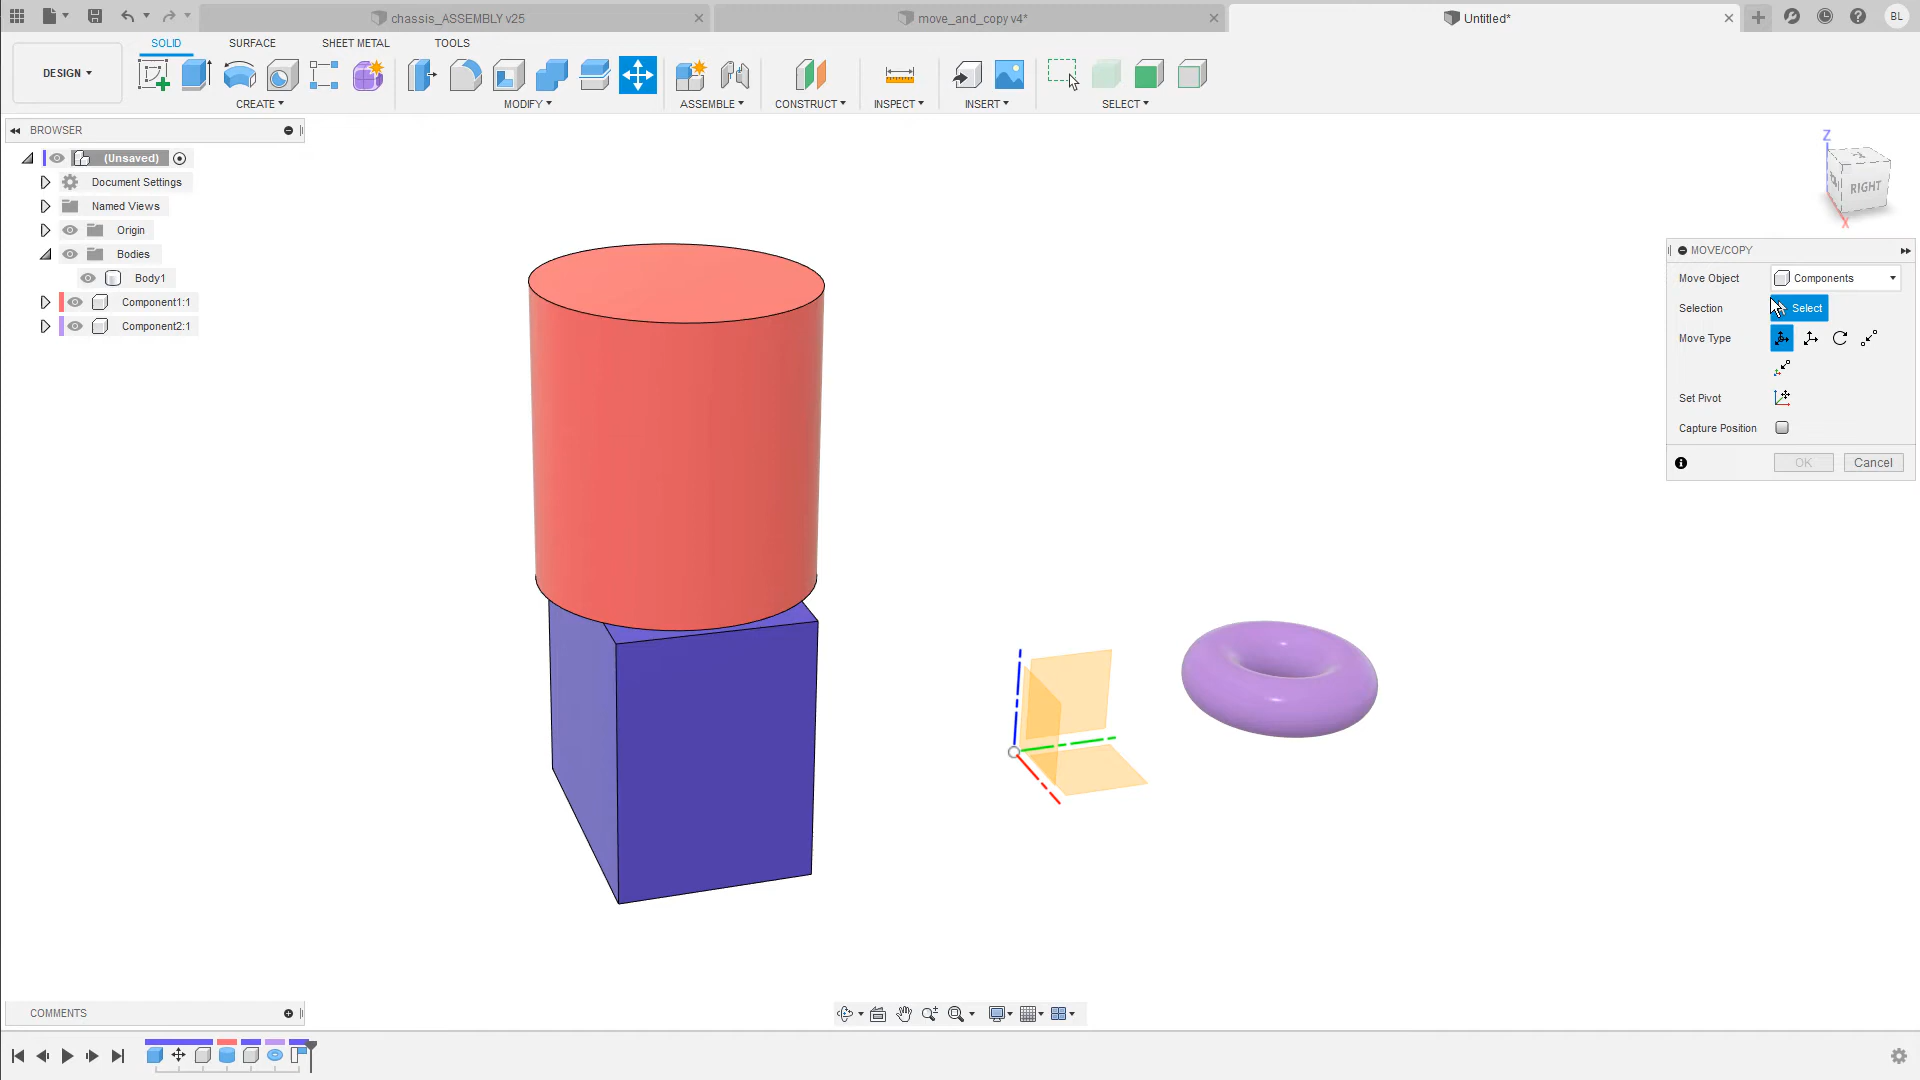 chassis_ASSEMBLY v25
move_and_copy v4*
Untitled*
BL
DESIGN
SOLID
SURFACE
SHEET METAL
TOOLS
CREATE
MODIFY
ASSEMBLE
CONSTRUCT
INSPECT
INSERT
SELECT
BROWSER
(Unsaved)
Document Settings
Named Views
Origin
Bodies
Body1
Component1:1
Component2:1
Z
RIGHT
X
MOVE/COPY
Move Object
Components
Selection
Select
Move Type
Set Pivot
Capture Position
OK
Cancel
COMMENTS